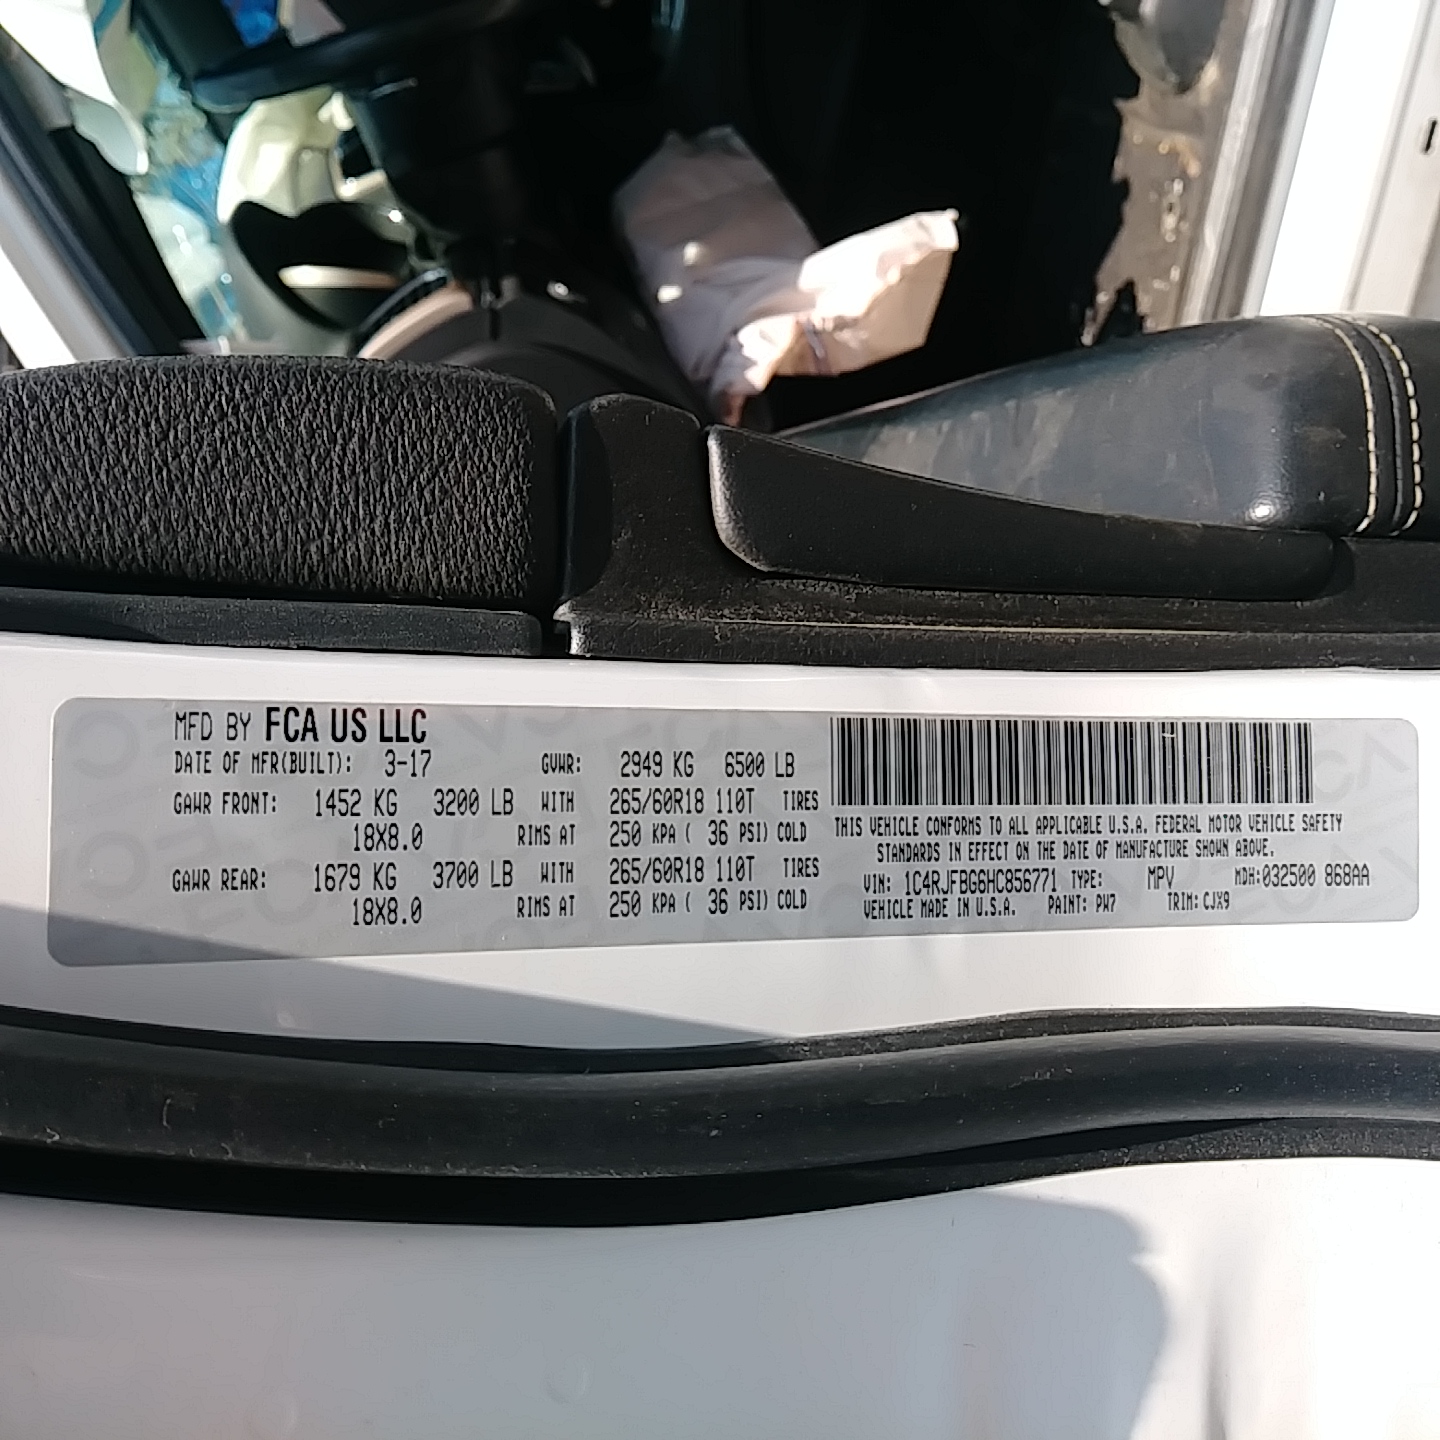 MFD BY FCA US LLC
DATE OF MFR(BUILT): 3-17 GVWR: 2949 KG 6500 LB
GAWR FRONT: 1452 KG 3200 LB WITH 265/60R18 110T TIRES
18X8.0 RIMS AT 250 KPA ( 36 PSI) COLD
GAWR REAR: 1679 KG 3700 LB WITH 265/60R18 110T TIRES
18X8.0 RIMS AT 250 KPA ( 36 PSI) COLD
THIS VEHICLE CONFORMS TO ALL APPLICABLE U.S.A. FEDERAL MOTOR VEHICLE SAFETY
STANDARDS IN EFFECT ON THE DATE OF MANUFACTURE SHOWN ABOVE.
VIN: 1C4RJFBG6HC856771 TYPE: MPV MDH:032500 868AA
VEHICLE MADE IN U.S.A. PAINT: PW7 TRIM: CJX9